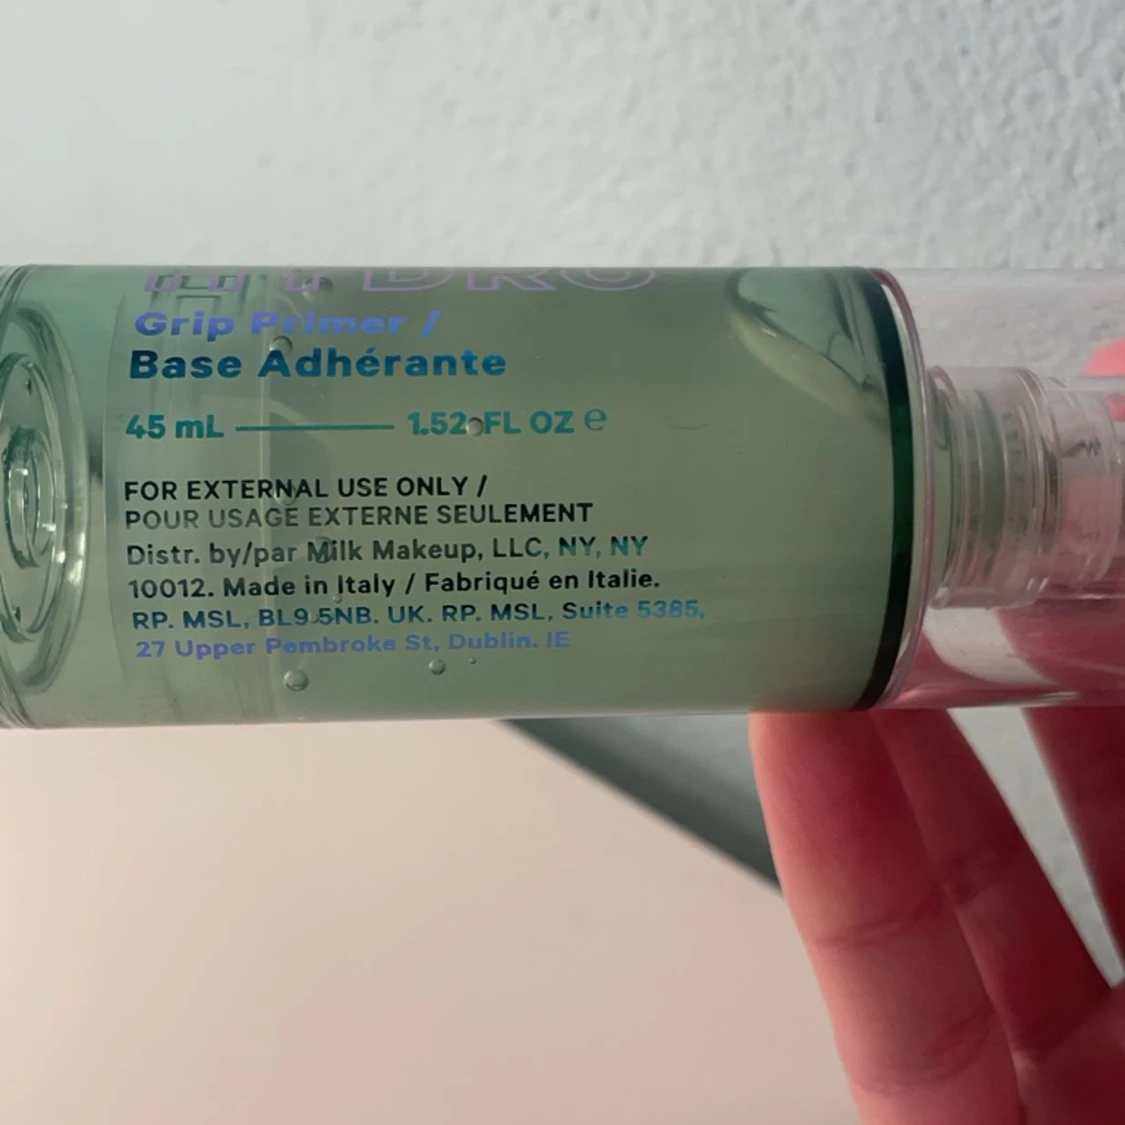 HYDRO
Grip Primer /
Base Adhérante
45 mL 1.52 FL OZ e
FOR EXTERNAL USE ONLY /
POUR USAGE EXTERNE SEULEMENT
Distr. by/par Milk Makeup, LLC, NY, NY
10012. Made in Italy / Fabriqué en Italie.
RP. MSL, BL9 5NB. UK. RP. MSL, Suite 5385,
27 Upper Pembroke St, Dublin. IE